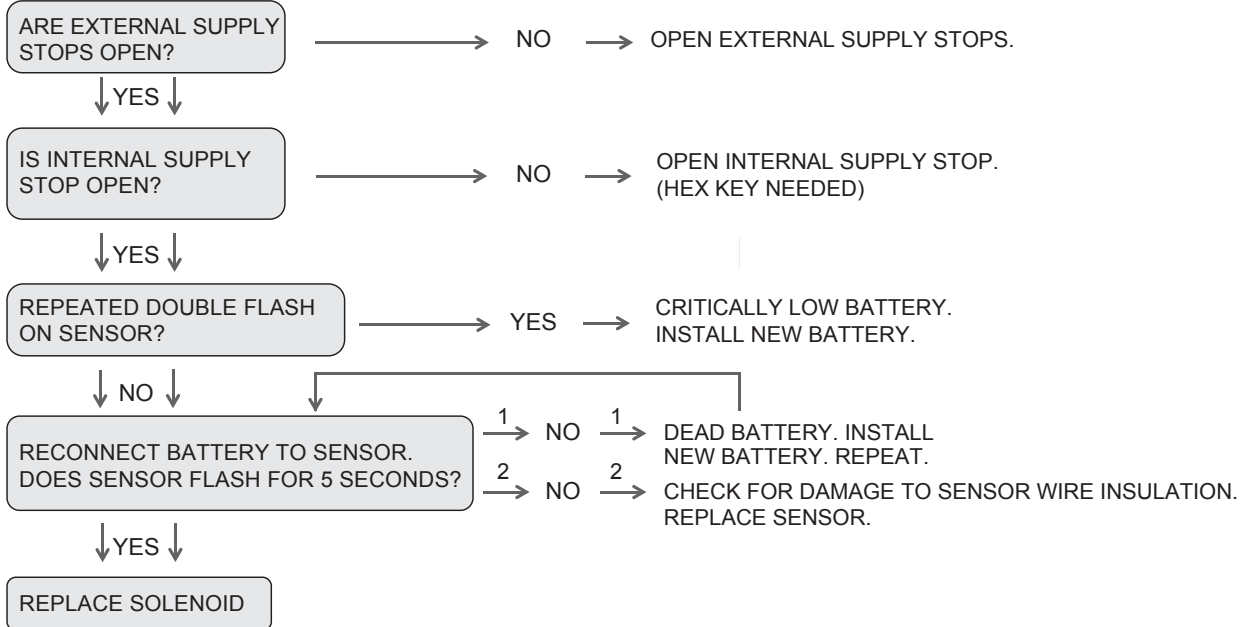 ARE EXTERNAL SUPPLY
STOPS OPEN?
NO
OPEN EXTERNAL SUPPLY STOPS.
YES
IS INTERNAL SUPPLY
STOP OPEN?
NO
OPEN INTERNAL SUPPLY STOP.
(HEX KEY NEEDED)
YES
REPEATED DOUBLE FLASH
ON SENSOR?
YES
CRITICALLY LOW BATTERY.
INSTALL NEW BATTERY.
NO
RECONNECT BATTERY TO SENSOR.
DOES SENSOR FLASH FOR 5 SECONDS?
1 NO 1
DEAD BATTERY. INSTALL
NEW BATTERY. REPEAT.
2 NO 2
CHECK FOR DAMAGE TO SENSOR WIRE INSULATION.
REPLACE SENSOR.
YES
REPLACE SOLENOID